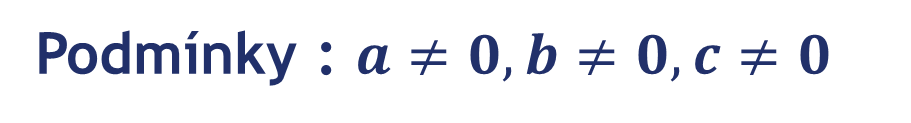 Podmínky : a ≠ 0, b ≠ 0, c ≠ 0